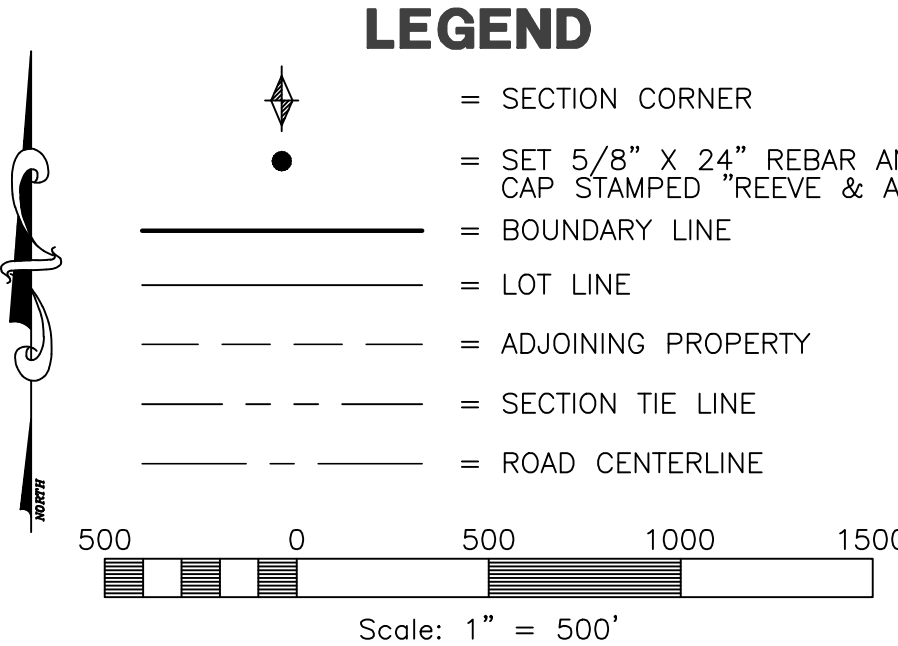 LEGEND
= SECTION CORNER
= SET 5/8" X 24" REBAR
CAP STAMPED "REEVE &
= BOUNDARY LINE
= LOT LINE
= ADJOINING PROPERTY
= SECTION TIE LINE
= ROAD CENTERLINE
NORTH
500 0 500 1000 1500
Scale: 1" = 500'